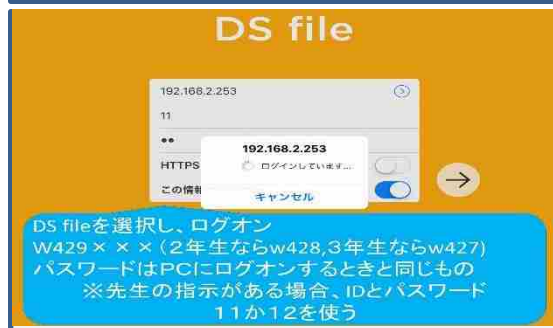 DS file
192.168.2.253
11
••
192.168.2.253
HTTPS
ログインしています...
この情報
キャンセル
DS fileを選択し、ログオン
W429×××(2年生ならw428,3年生ならw427)
パスワードはPCにログオンするときと同じもの
※先生の指示がある場合、IDとパスワード
11か12を使う